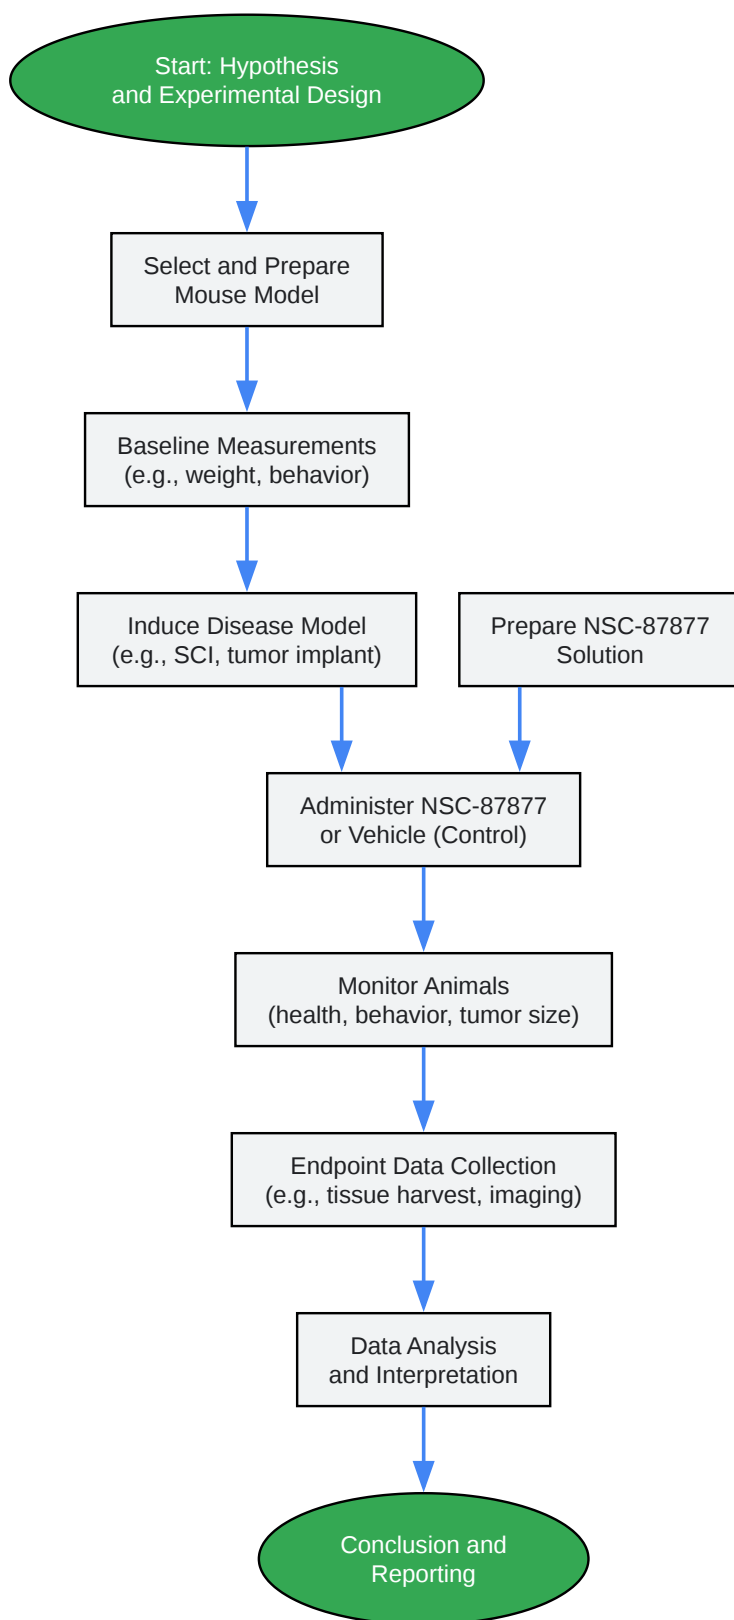 Start: Hypothesis
and Experimental Design
Select and Prepare
Mouse Model
Baseline Measurements
(e.g., weight, behavior)
Induce Disease Model
(e.g., SCI, tumor implant)
Prepare NSC-87877
Solution
Administer NSC-87877
or Vehicle (Control)
Monitor Animals
(health, behavior, tumor size)
Endpoint Data Collection
(e.g., tissue harvest, imaging)
Data Analysis
and Interpretation
Conclusion and
Reporting